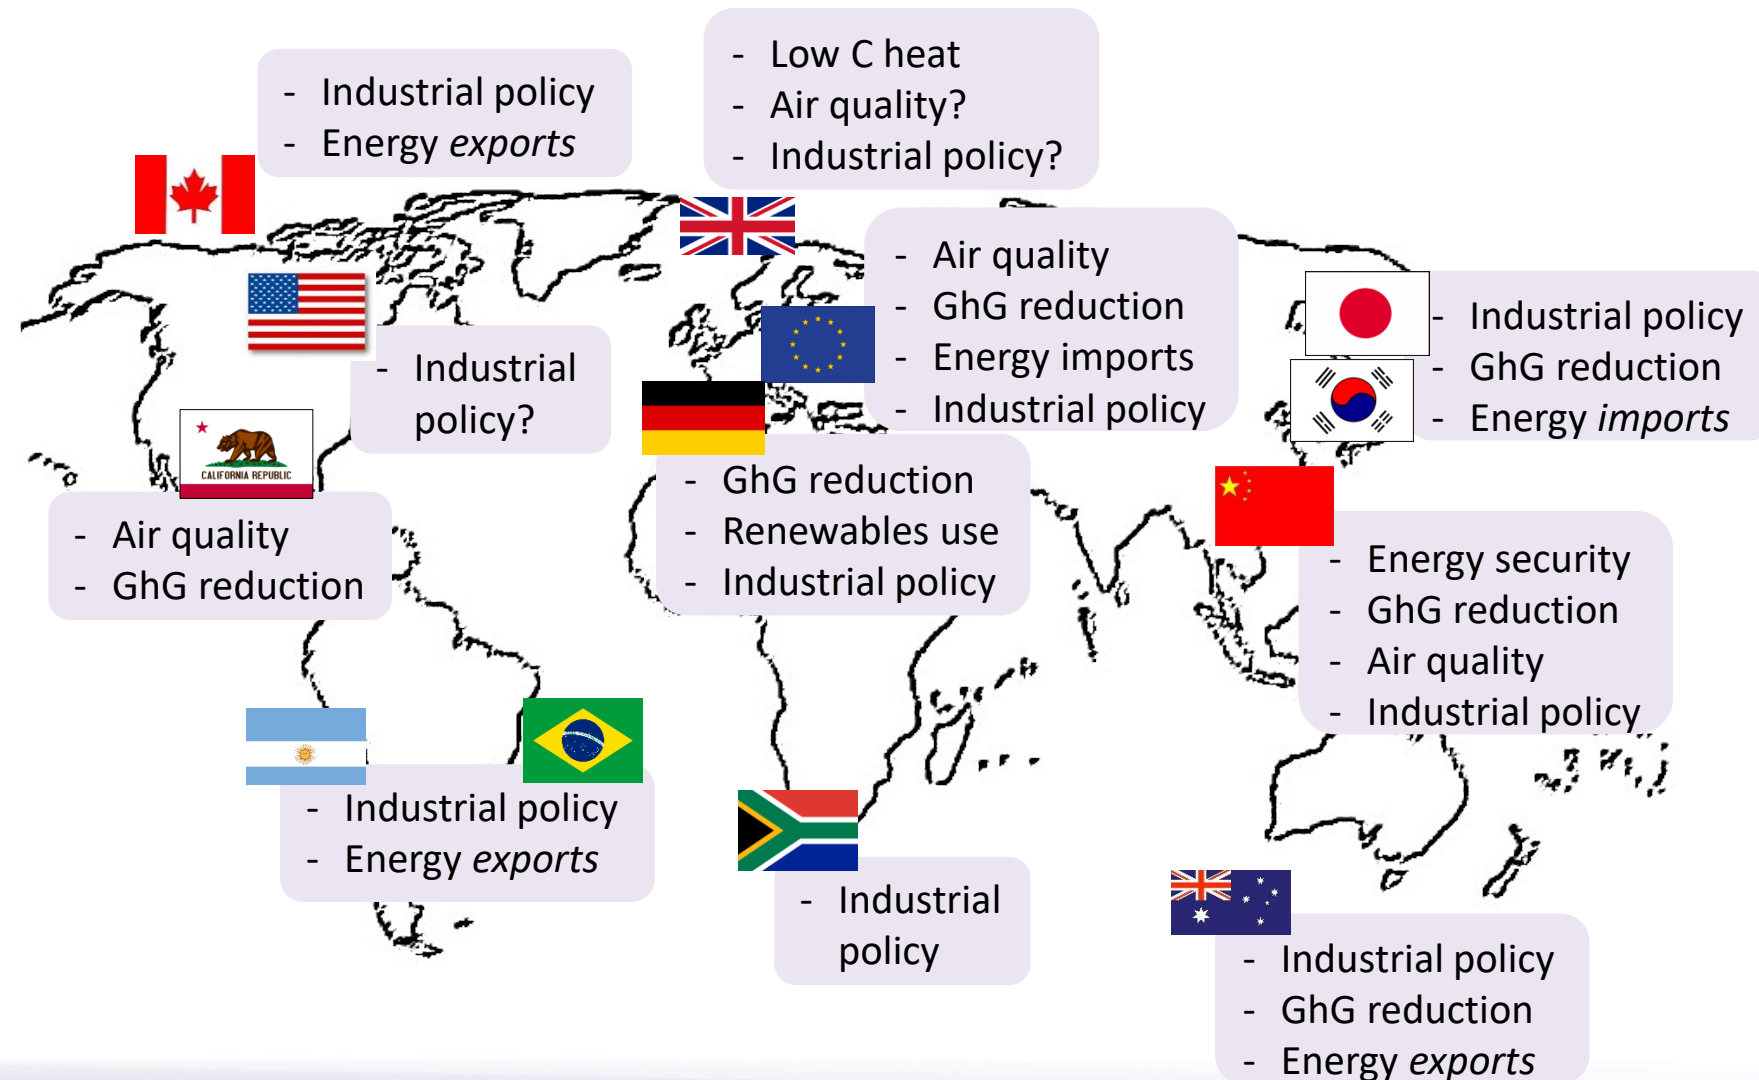 - Industrial policy
- Energy exports
- Low C heat
- Air quality?
- Industrial policy?
- Industrial
policy?
- Air quality
- GhG reduction
- Energy imports
- Industrial policy
- Industrial policy
- GhG reduction
- Energy imports
CALIFORNIA REPUBLIC
- Air quality
- GhG reduction
- GhG reduction
- Renewables use
- Industrial policy
- Energy security
- GhG reduction
- Air quality
- Industrial policy
- Industrial policy
- Energy exports
- Industrial
policy
- Industrial policy
- GhG reduction
- Energy exports